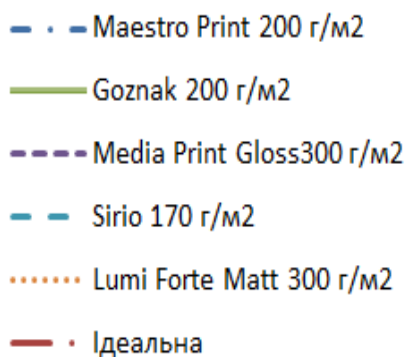 Maestro Print 200 г/м2
Goznak 200 г/м2
Media Print Gloss300 г/м2
Sirio 170 г/м2
Lumi Forte Matt 300 г/м2
Ідеальна